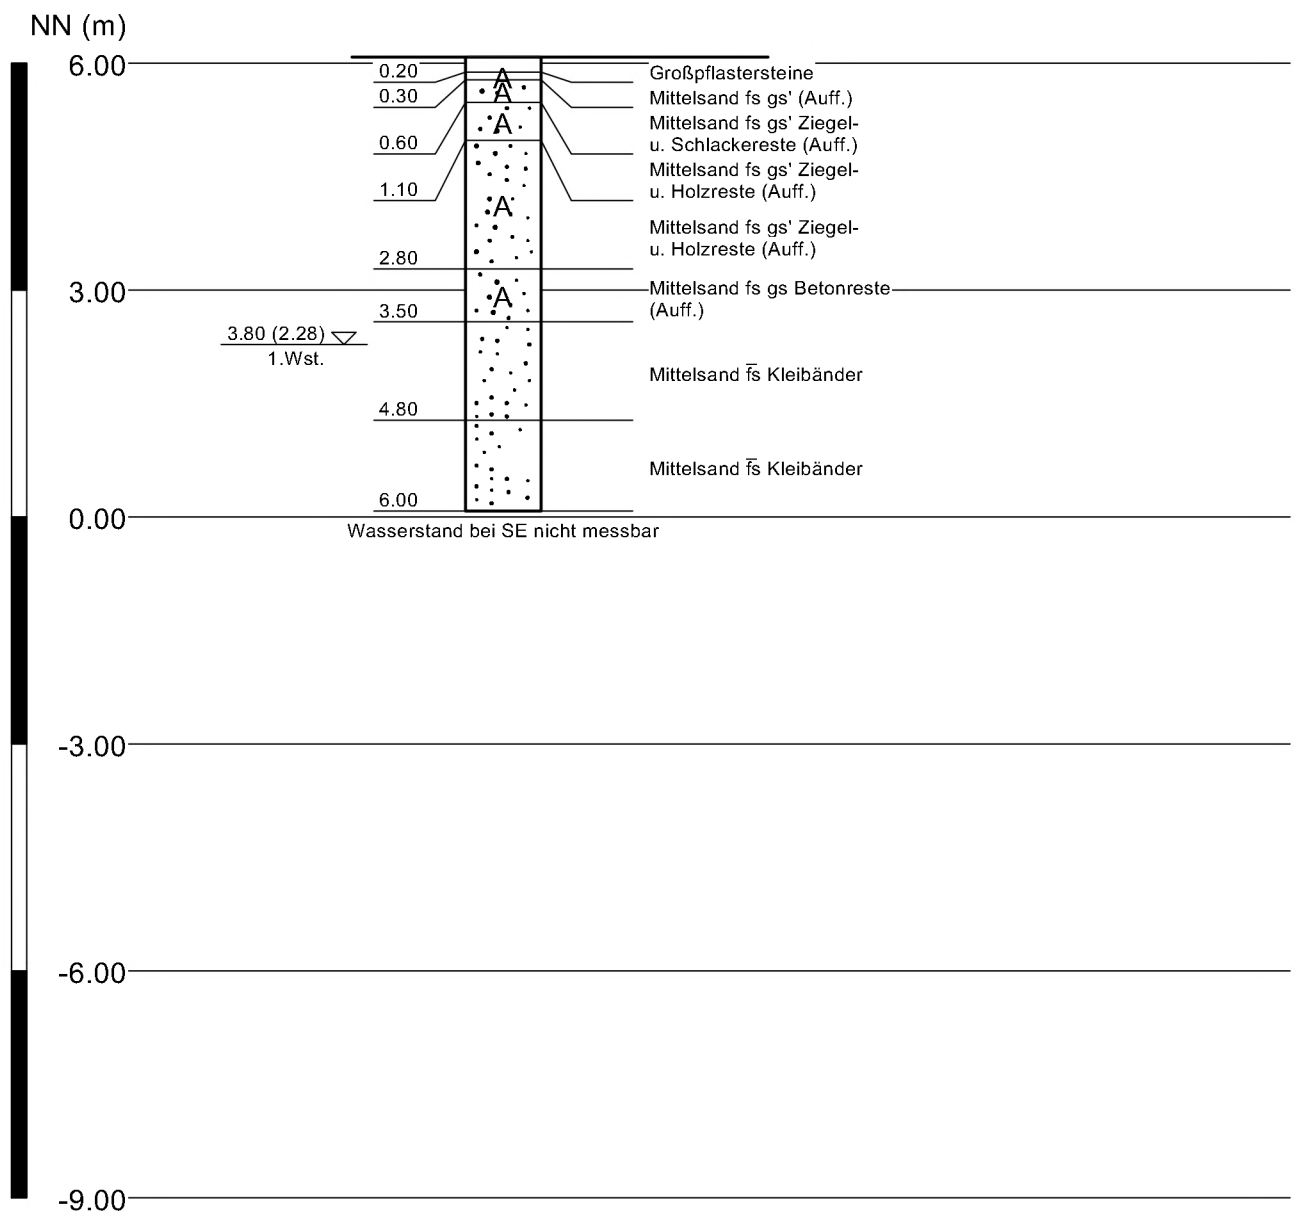 NN (m)
6.00
0.20
Großpflastersteine
A
0.30
Mittelsand fs gs' (Auff.)
A
0.60
Mittelsand fs gs' Ziegel-
u. Schlackereste (Auff.)
A
1.10
Mittelsand fs gs' Ziegel-
u. Holzreste (Auff.)
A
2.80
Mittelsand fs gs' Ziegel-
u. Holzreste (Auff.)
3.00
A
3.50
Mittelsand fs gs Betonreste
(Auff.)
3.80 (2.28)
1.Wst.
4.80
Mittelsand f̅s Kleibänder
6.00
Mittelsand f̅s Kleibänder
0.00
Wasserstand bei SE nicht messbar
-3.00
-6.00
-9.00